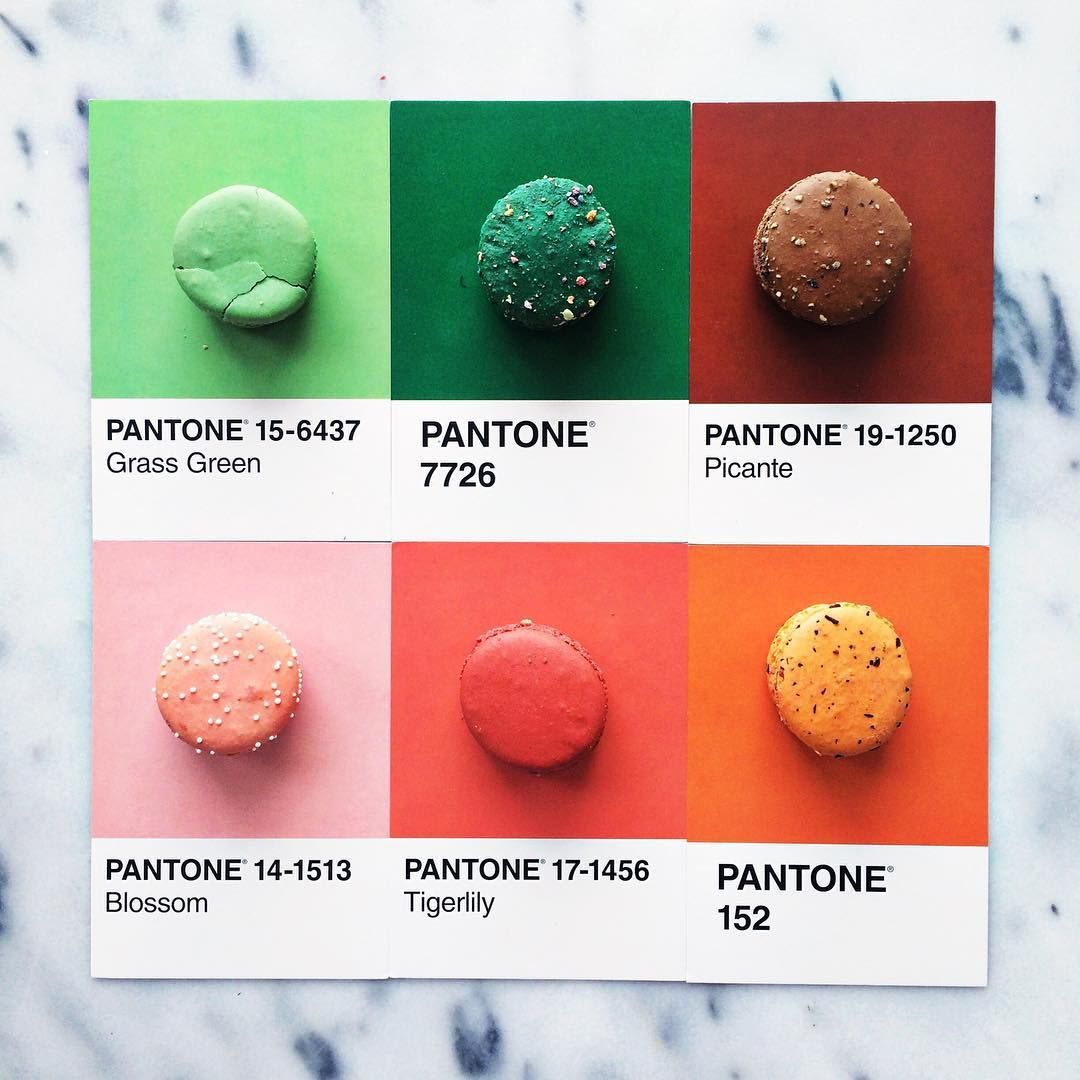 PANTONE® 15-6437
Grass Green
PANTONE®
7726
PANTONE® 19-1250
Picante
PANTONE® 14-1513
Blossom
PANTONE® 17-1456
Tigerlily
PANTONE®
152